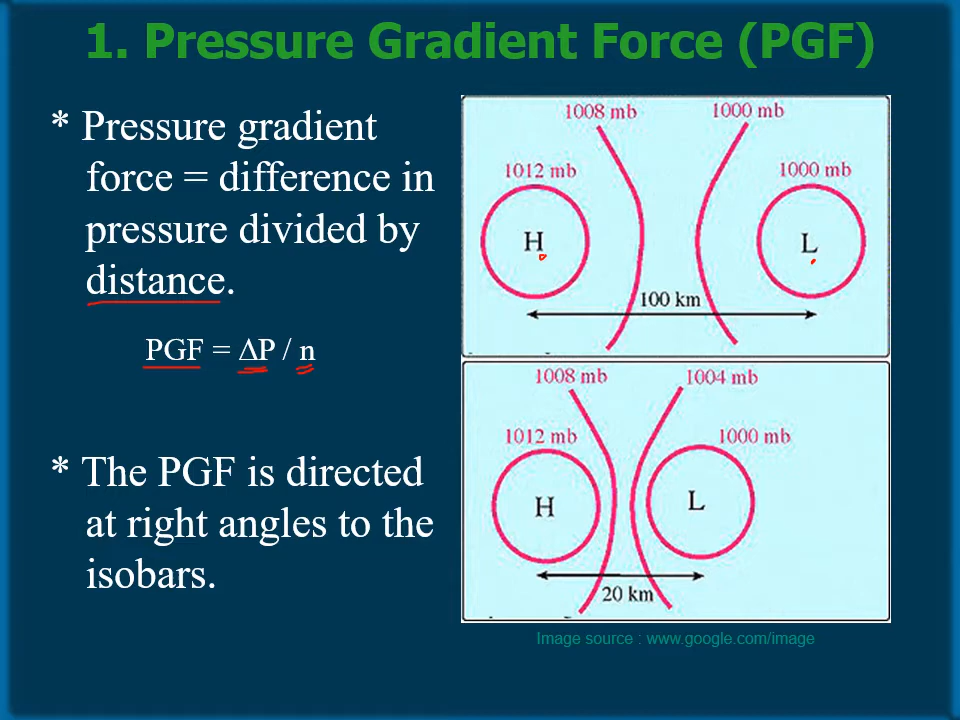 1. Pressure Gradient Force (PGF)
* Pressure gradient
force = difference in
pressure divided by
distance.
PGF = ΔP / n
* The PGF is directed
at right angles to the
isobars.
1008 mb
1000 mb
1012 mb
1000 mb
H
L
100 km
1008 mb
1004 mb
1012 mb
1000 mb
H
L
20 km
Image source : www.google.com/image